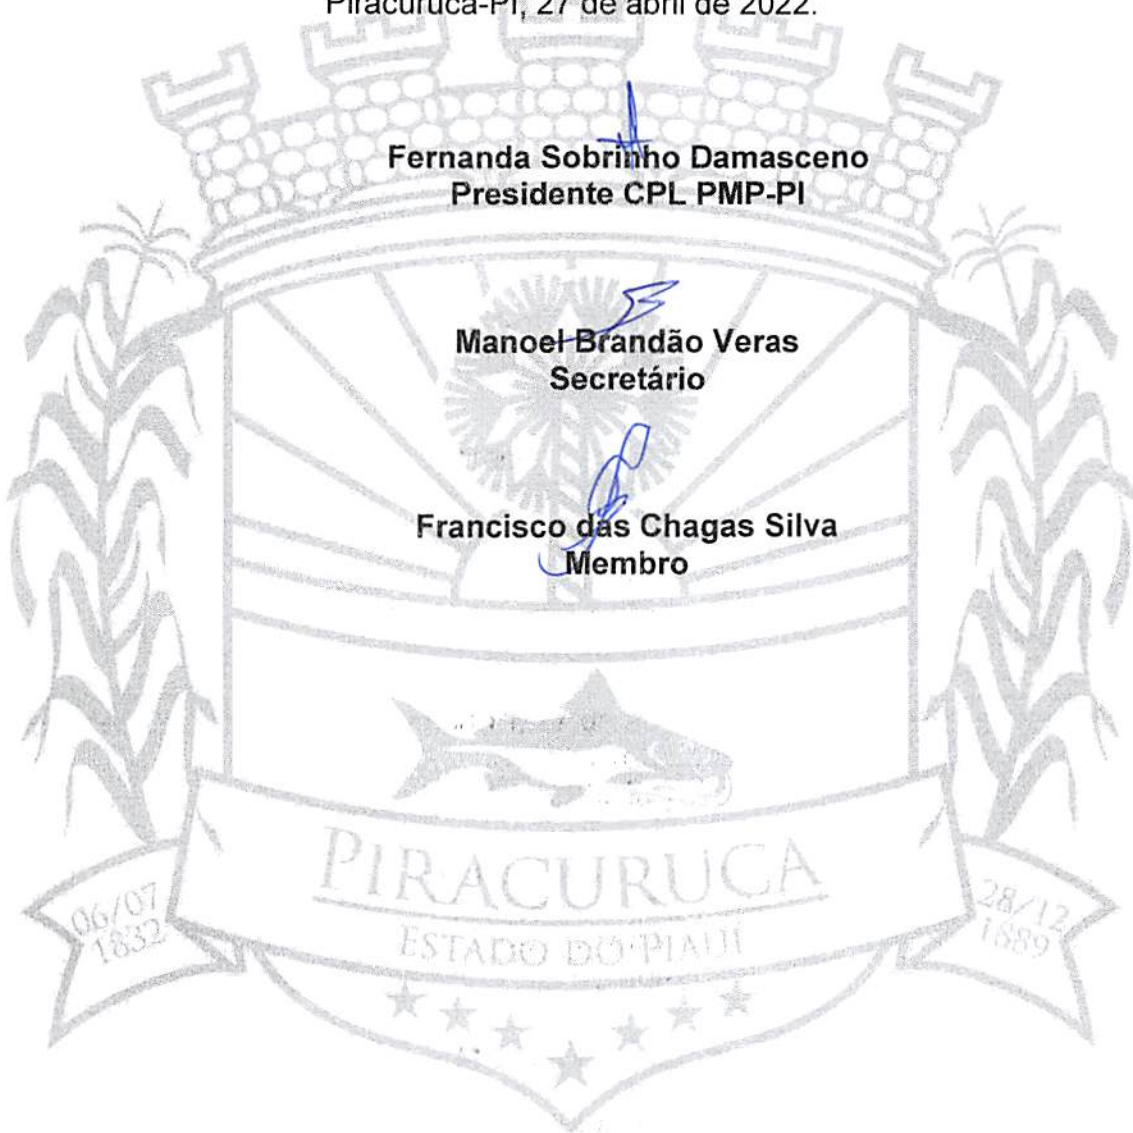 Piracuruca-PI, 27 de abril de 2022.
Fernanda Sobrinho Damasceno
Presidente CPL PMP-PI
Manoel Brandão Veras
Secretário
Francisco das Chagas Silva
Membro
PIRACURUCA
06/07
1832
ESTADO DO PIAUÍ
28/12
1889